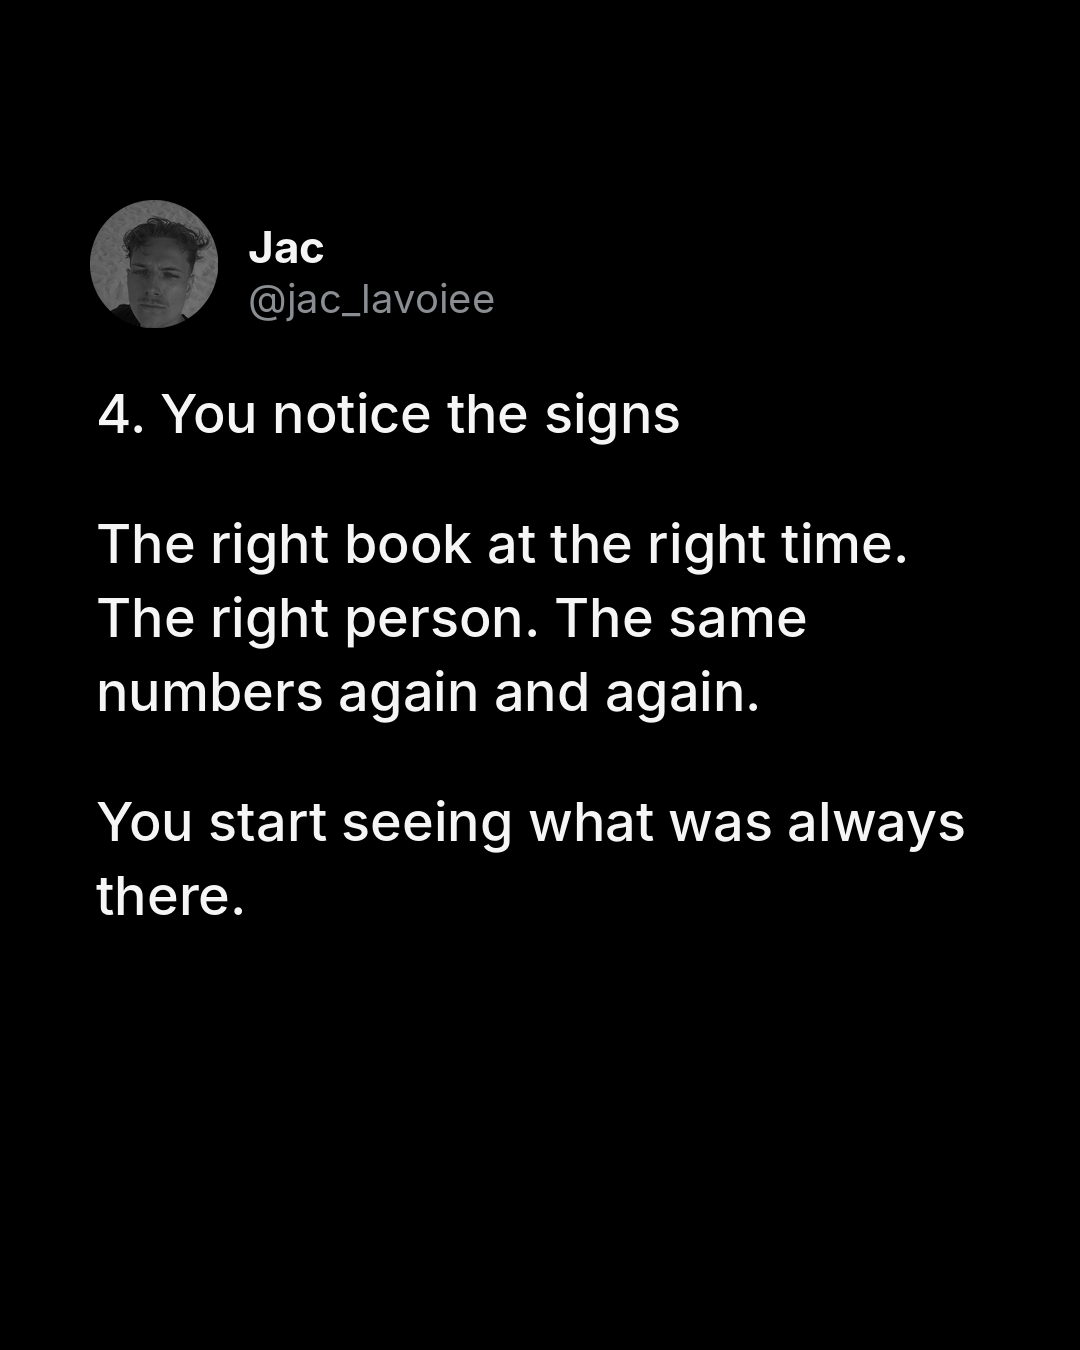 Jac
@jac_lavoiee
4. You notice the signs
The right book at the right time.
The right person. The same
numbers again and again.
You start seeing what was always
there.